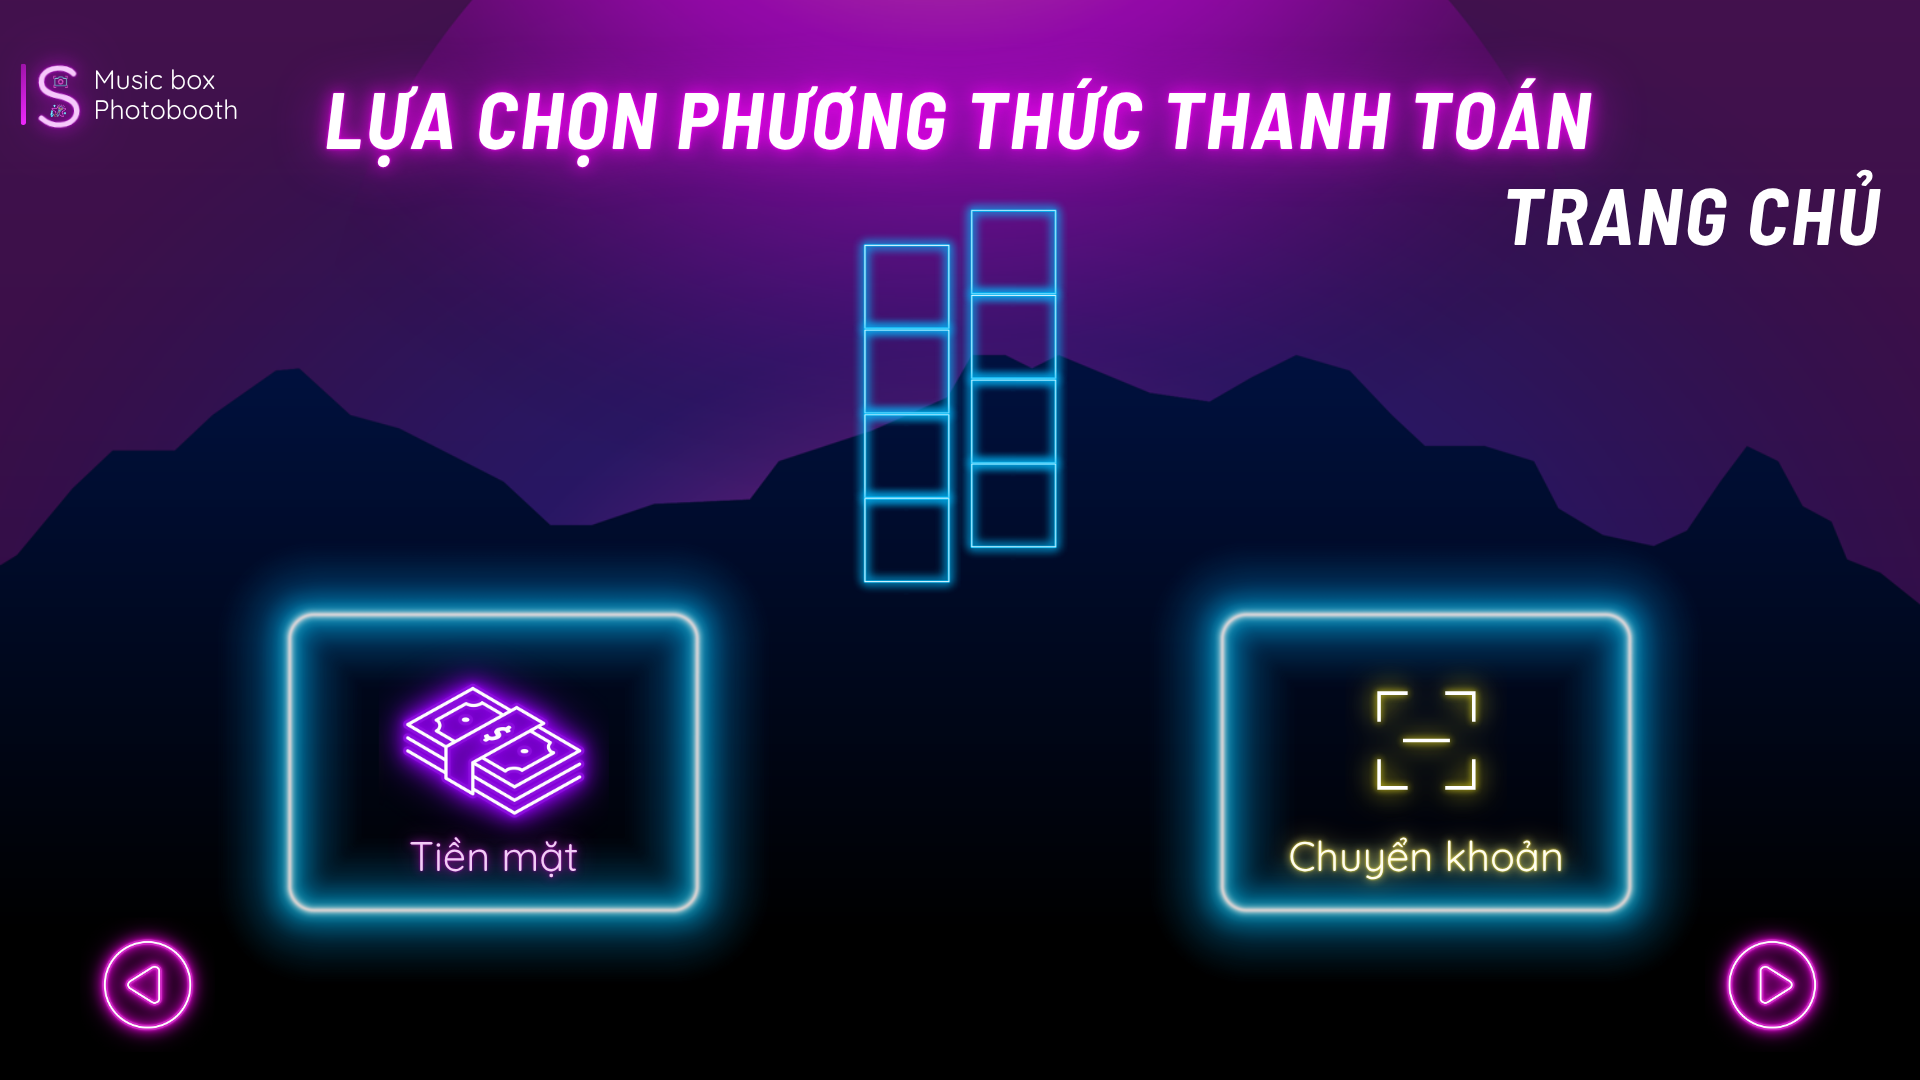 Music box
Photobooth
LỰA CHỌN PHƯƠNG THỨC THANH TOÁN
TRANG CHỦ
Tiền mặt
Chuyển khoản